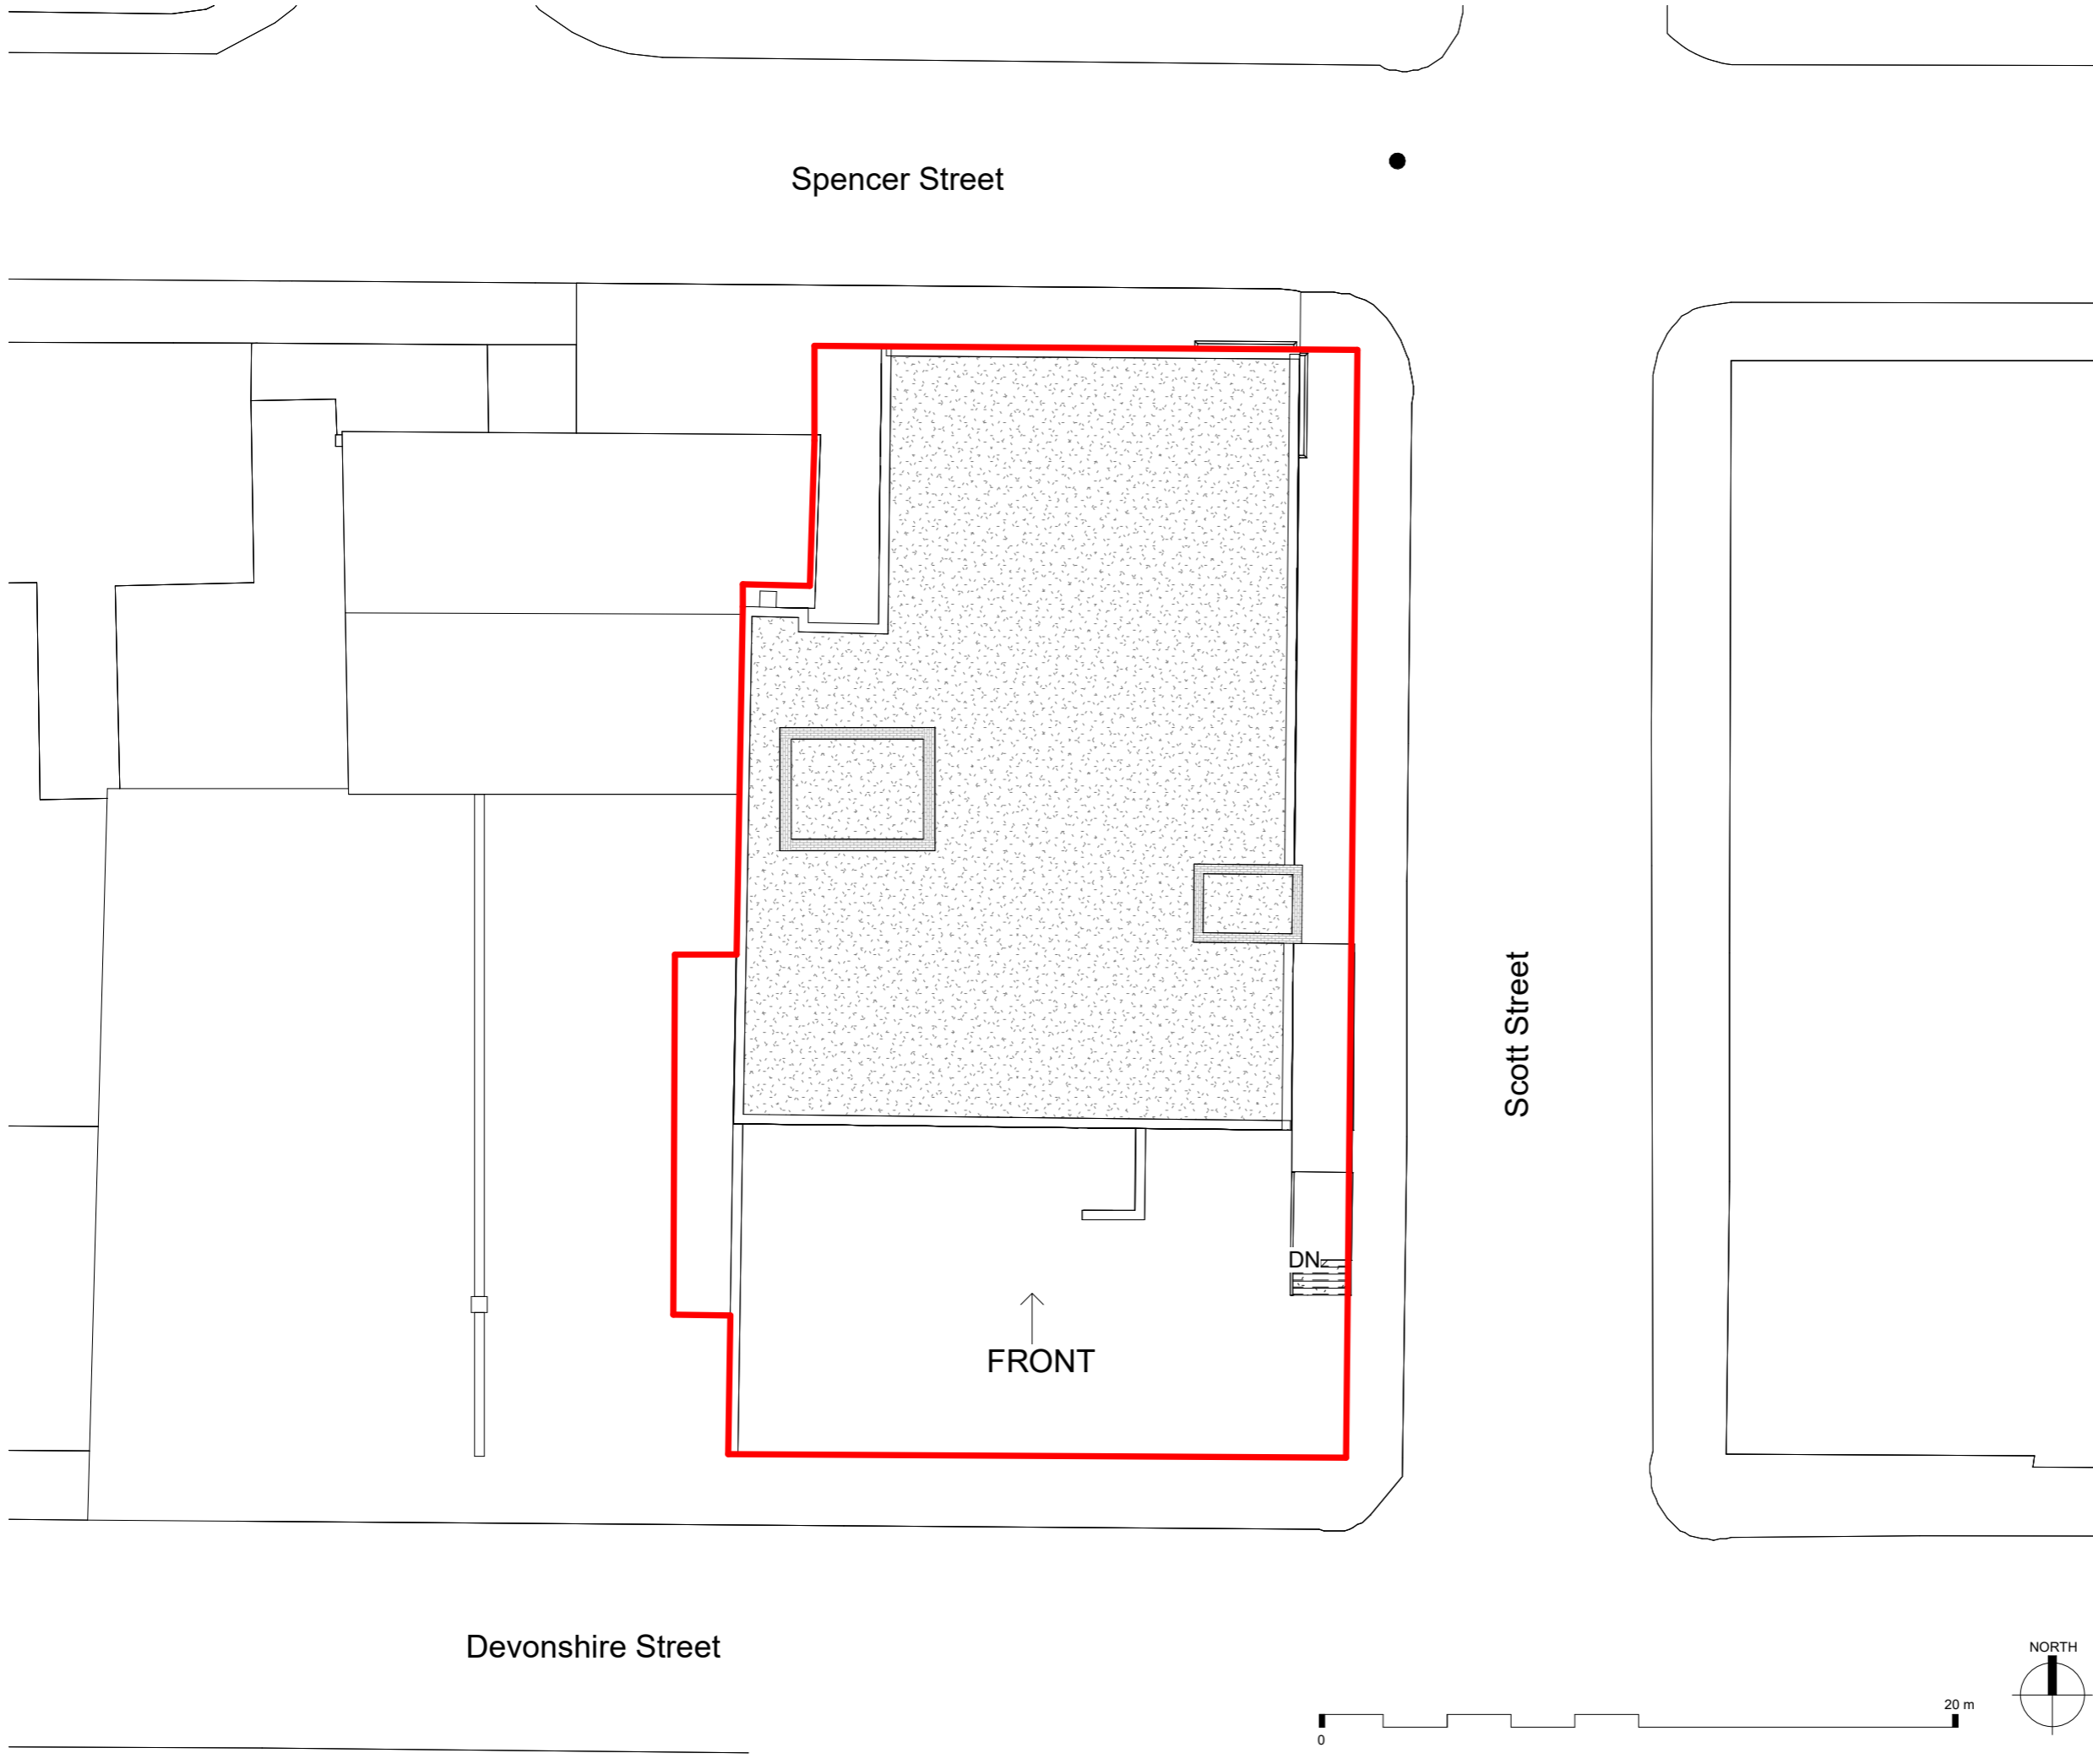 Spencer Street
Scott Street
DN
FRONT
Devonshire Street
NORTH
20 m
0